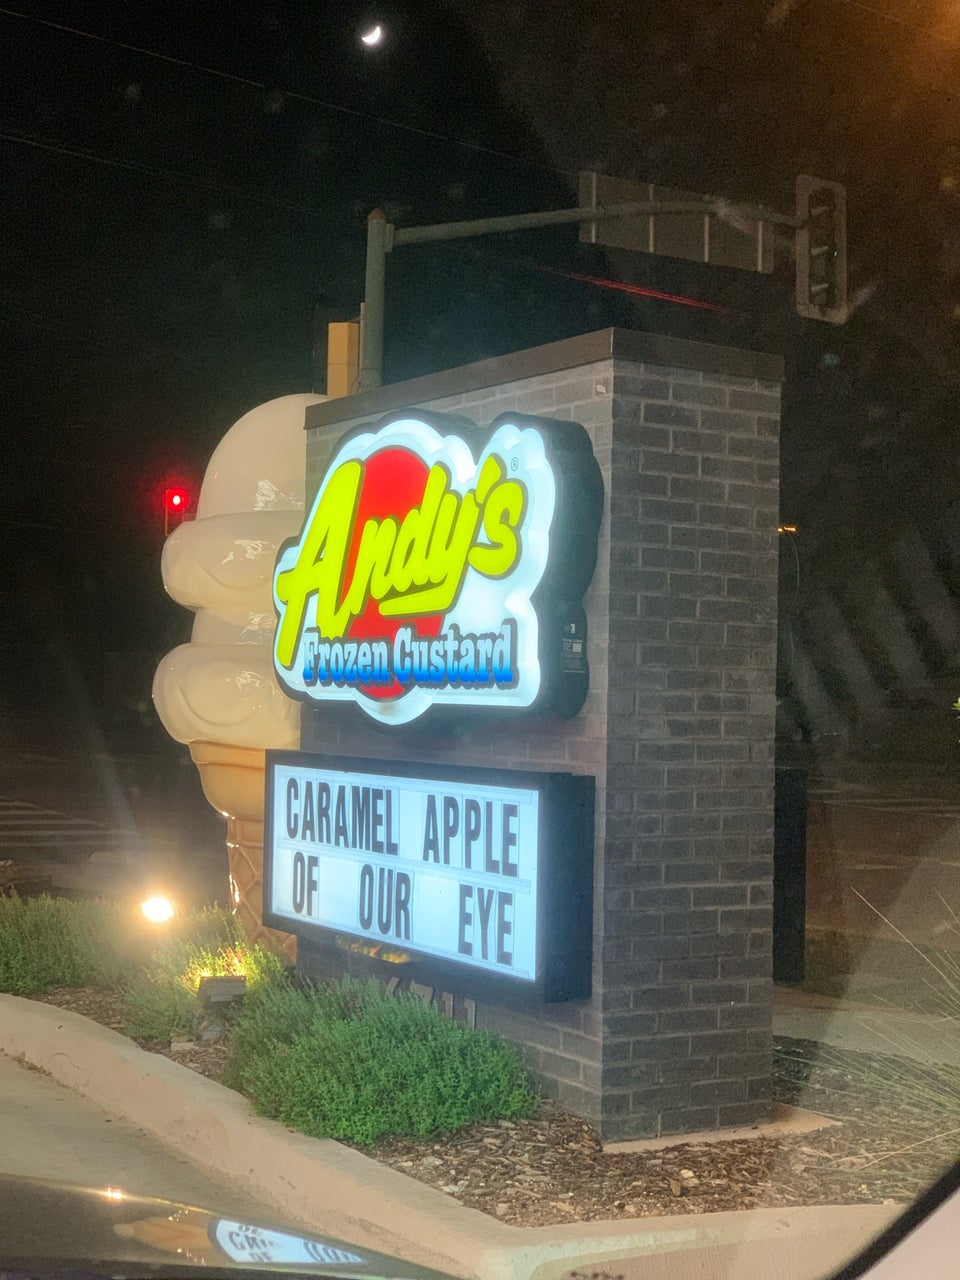 Andy's®
Frozen Custard
CARAMEL APPLE
OF OUR EYE